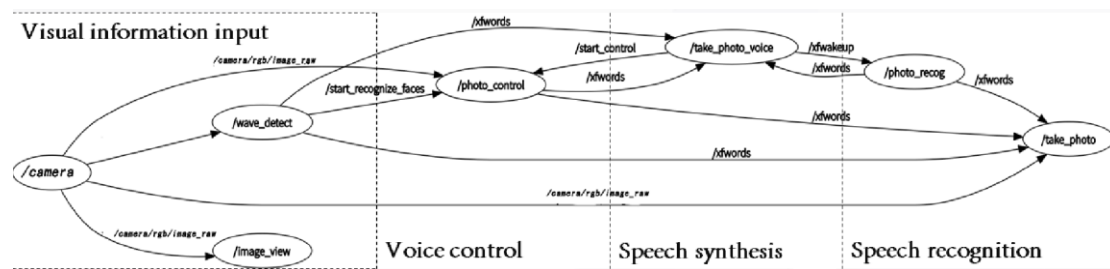 /xfwords
Visual information input
/camera/rgb/image_raw
/start_control
/take_photo_voice
/xfwakeup
/xfwords
/xfwords
/photo_recog
/start_recognize_faces
/photo_control
/xfwords
/wave_detect
/xfwords
/take_photo
/xfwords
/camera
/camera/rgb/image_raw
/camera/rgb/image_raw
/image_view
Voice control
Speech synthesis
Speech recognition